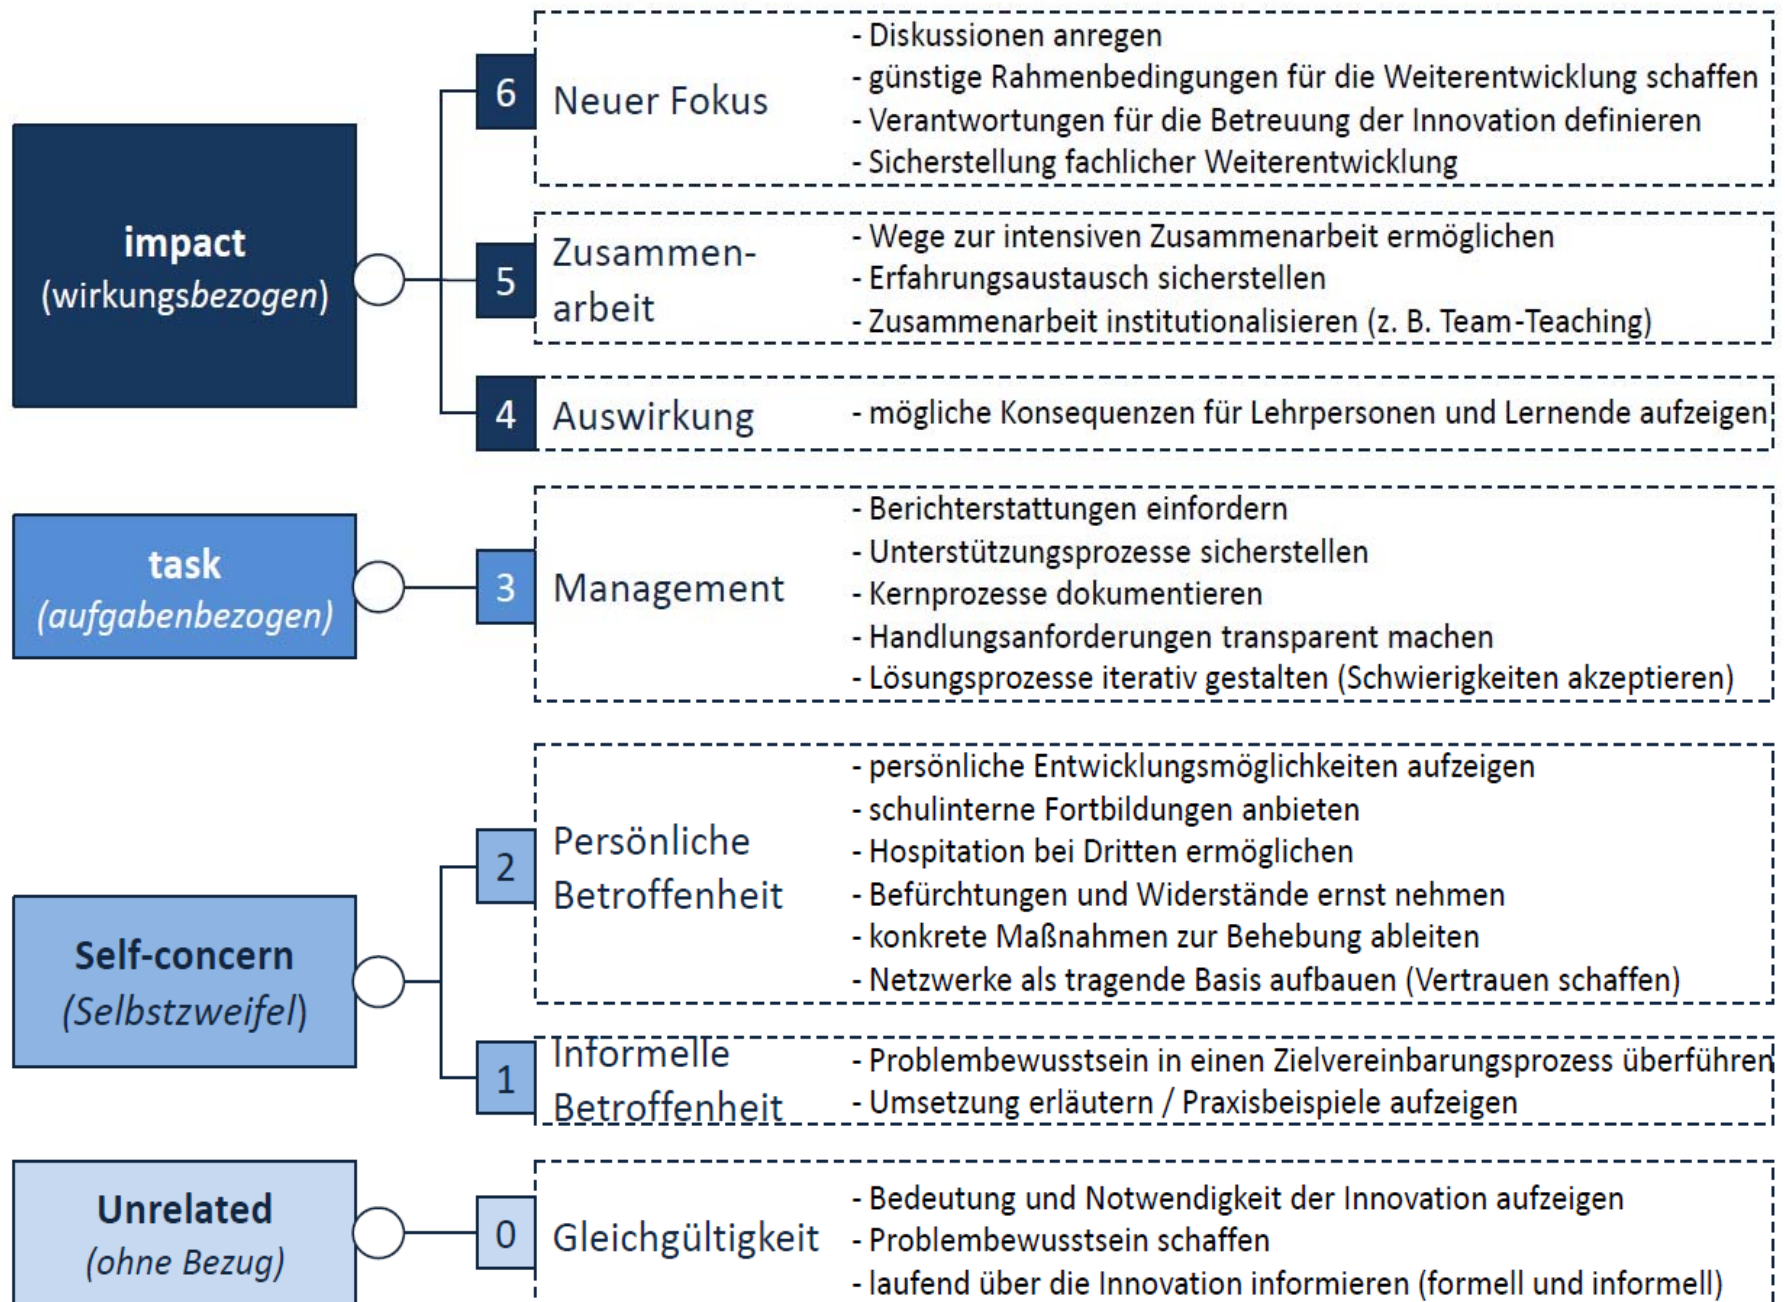 impact
(wirkungsbezogen)
6
Neuer Fokus
- Diskussionen anregen
- günstige Rahmenbedingungen für die Weiterentwicklung schaffen
- Verantwortungen für die Betreuung der Innovation definieren
- Sicherstellung fachlicher Weiterentwicklung
5
Zusammen-
arbeit
- Wege zur intensiven Zusammenarbeit ermöglichen
- Erfahrungsaustausch sicherstellen
- Zusammenarbeit institutionalisieren (z. B. Team-Teaching)
4
Auswirkung
- mögliche Konsequenzen für Lehrpersonen und Lernende aufzeigen
task
(aufgabenbezogen)
3
Management
- Berichterstattungen einfordern
- Unterstützungsprozesse sicherstellen
- Kernprozesse dokumentieren
- Handlungsanforderungen transparent machen
- Lösungsprozesse iterativ gestalten (Schwierigkeiten akzeptieren)
Self-concern
(Selbstzweifel)
2
Persönliche
Betroffenheit
- persönliche Entwicklungsmöglichkeiten aufzeigen
- schulinterne Fortbildungen anbieten
- Hospitation bei Dritten ermöglichen
- Befürchtungen und Widerstände ernst nehmen
- konkrete Maßnahmen zur Behebung ableiten
- Netzwerke als tragende Basis aufbauen (Vertrauen schaffen)
1
Informelle
Betroffenheit
- Problembewusstsein in einen Zielvereinbarungsprozess überführen
- Umsetzung erläutern / Praxisbeispiele aufzeigen
Unrelated
(ohne Bezug)
0
Gleichgültigkeit
- Bedeutung und Notwendigkeit der Innovation aufzeigen
- Problembewusstsein schaffen
- laufend über die Innovation informieren (formell und informell)